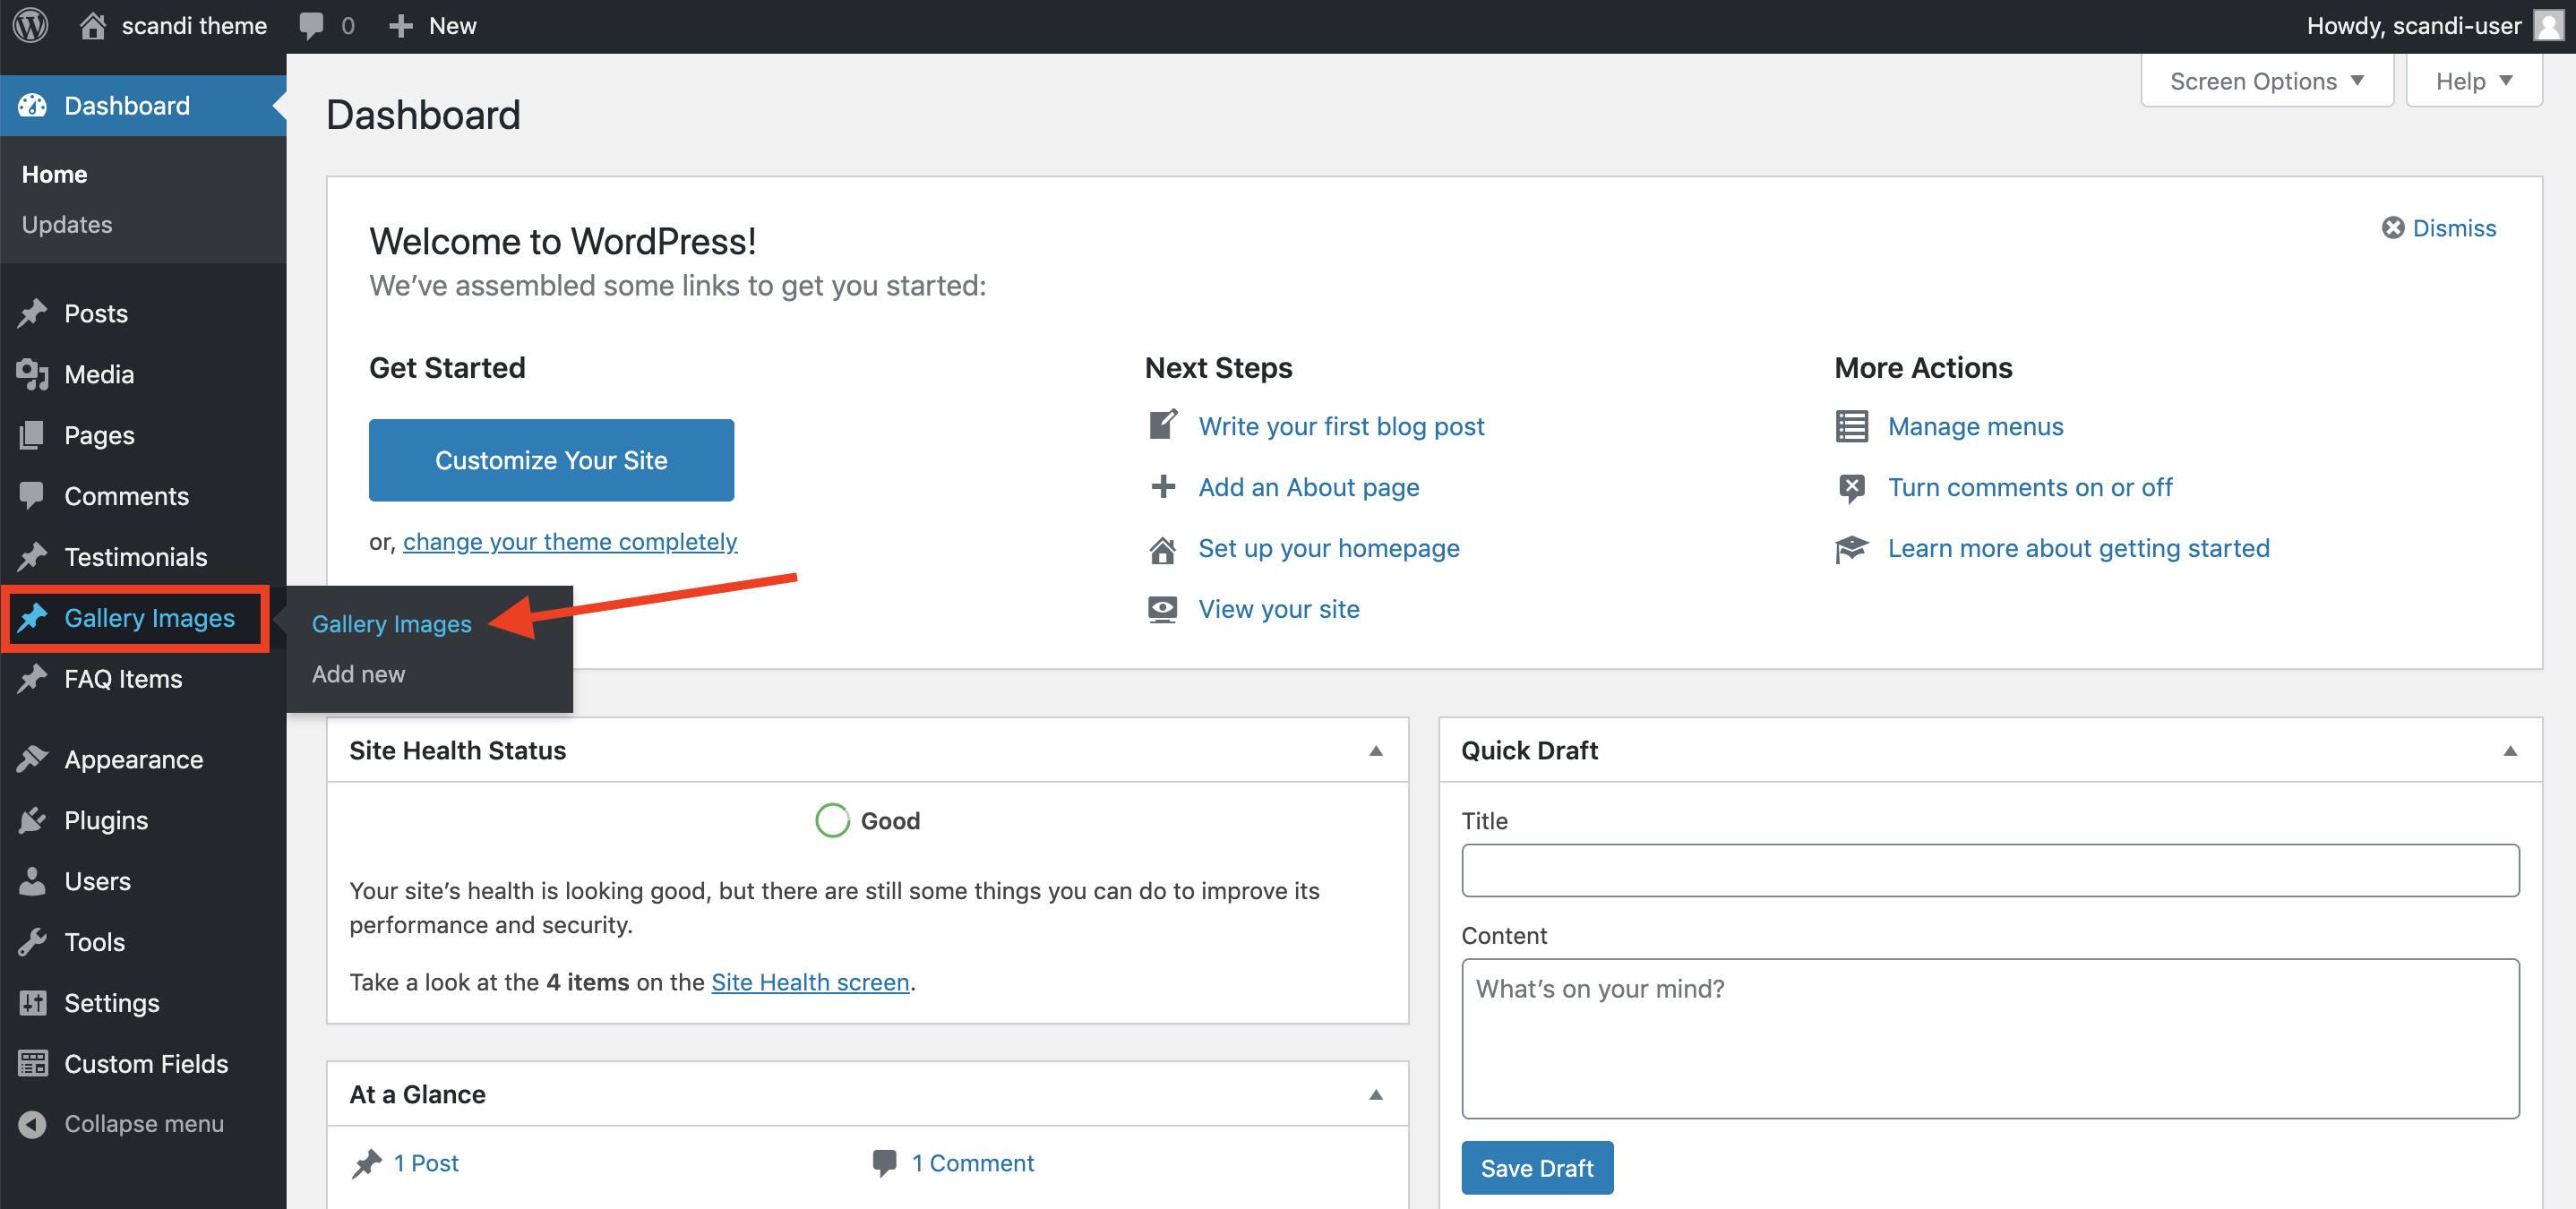 scandi theme
0
New
Howdy, scandi-user
Screen Options
Help
Dashboard
Home
Updates
Posts
Media
Pages
Comments
Testimonials
Gallery Images
Gallery Images
Add new
FAQ Items
Appearance
Plugins
Users
Tools
Settings
Custom Fields
Collapse menu
Dashboard
Welcome to WordPress!
Dismiss
We’ve assembled some links to get you started:
Get Started
Customize Your Site
or, change your theme completely
Next Steps
Write your first blog post
Add an About page
Set up your homepage
View your site
More Actions
Manage menus
Turn comments on or off
Learn more about getting started
Site Health Status
Good
Your site’s health is looking good, but there are still some things you can do to improve its
performance and security.
Take a look at the 4 items on the Site Health screen.
At a Glance
1 Post
1 Comment
Quick Draft
Title
Content
What’s on your mind?
Save Draft